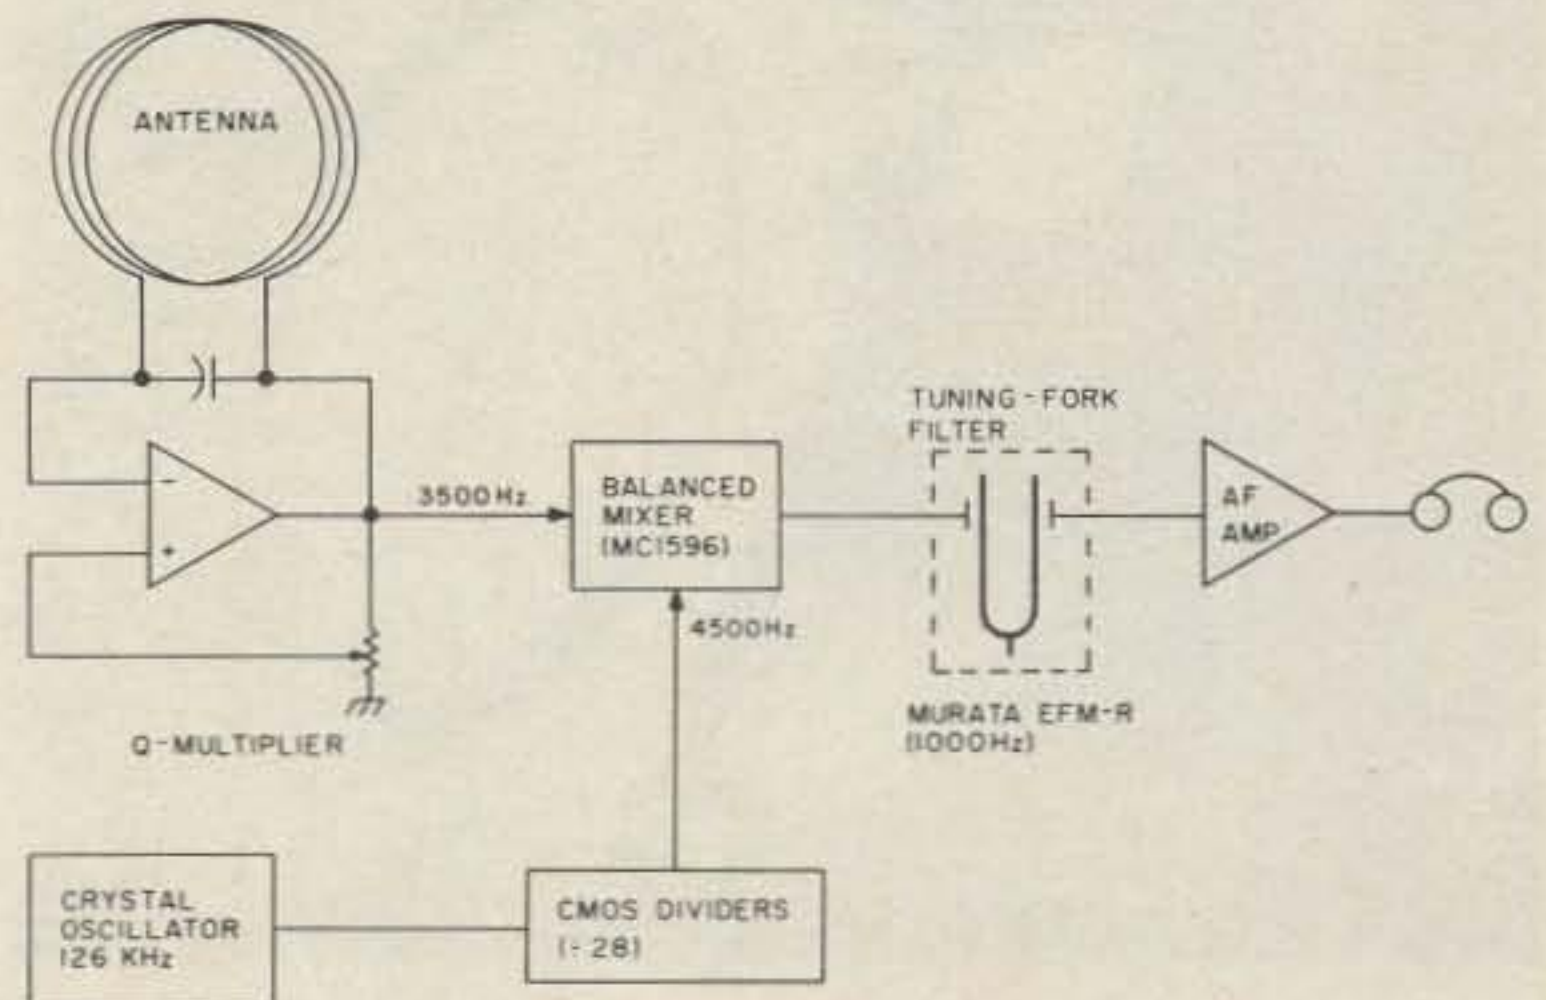 ANTENNA
-
+
3500Hz
Q-MULTIPLIER
BALANCED
MIXER
(MC1596)
4500Hz
TUNING-FORK
FILTER
MURATA EFM-R
(1000Hz)
AF
AMP
CRYSTAL
OSCILLATOR
126 KHz
CMOS DIVIDERS
(÷28)